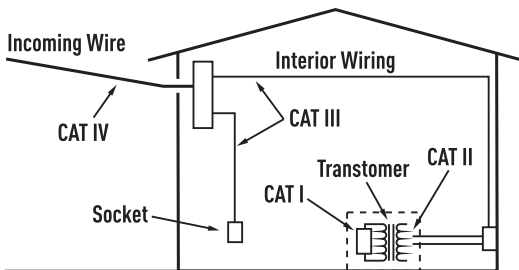 Incoming Wire
Interior Wiring
CAT IV
CAT III
Transtomer
CAT II
CAT I
Socket